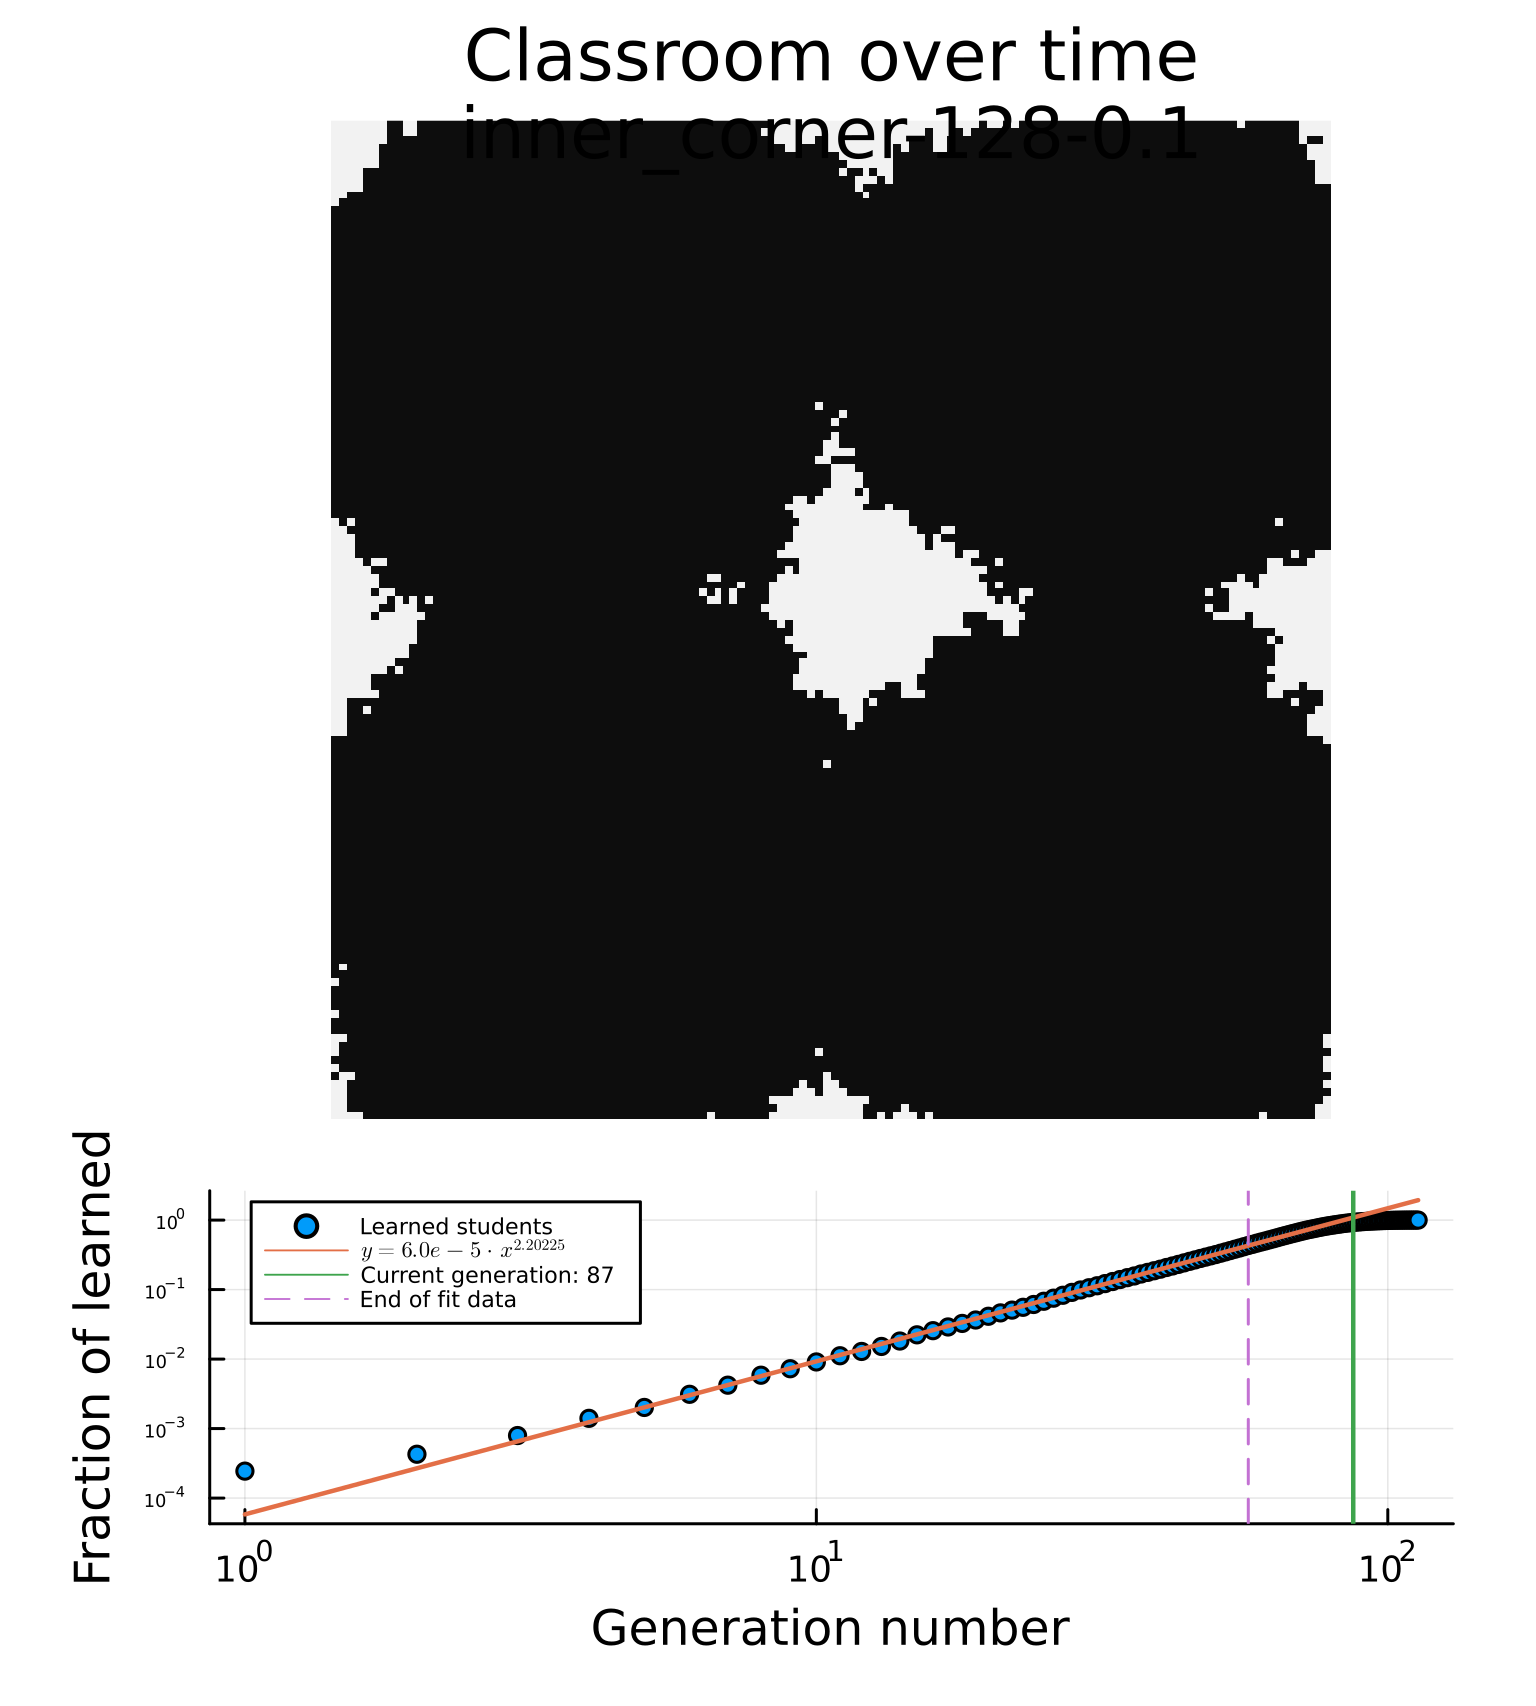 Classroom over time
inner_corner-128-0.1
Fraction of learned
10^0
10^-1
10^-2
10^-3
10^-4
Learned students
y = 6.0e − 5 · x^2.20225
Current generation: 87
End of fit data
10^0 10^1 10^2
Generation number